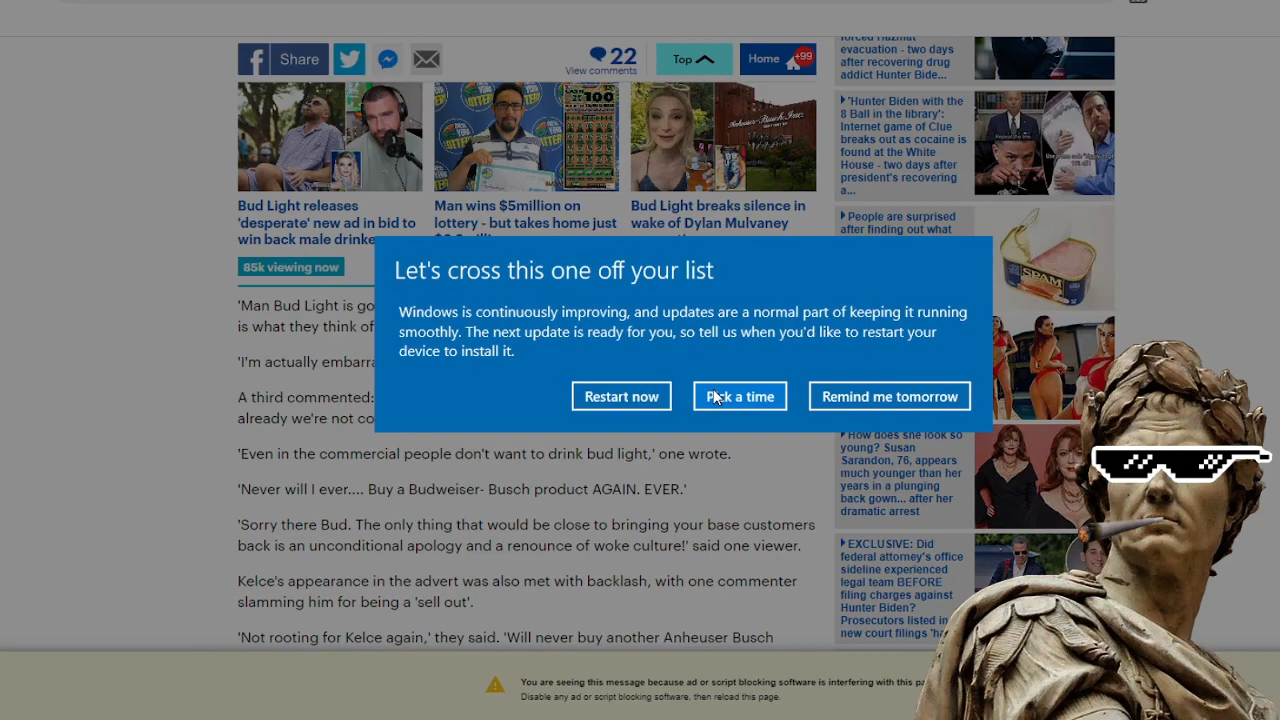 Share
22
View comments
Top
Home
+99
forced Hazmat
evacuation - two days
after recovering drug
addict Hunter Bide...
NEW YORK
LOTTERY
$100
Anheuser-Busch, Inc.
Bud Light releases
'desperate' new ad in bid to
win back male drinke
Man wins $5million on
lottery - but takes home just
Bud Light breaks silence in
wake of Dylan Mulvaney
85k viewing now
'Hunter Biden with the
8 Ball in the library':
Internet game of Clue
breaks out as cocaine is
found at the White
House - two days after
president's recovering
a...
People are surprised
after finding out what
SPAM
Let's cross this one off your list
Windows is continuously improving, and updates are a normal part of keeping it running
smoothly. The next update is ready for you, so tell us when you'd like to restart your
device to install it.
Restart now
Pick a time
Remind me tomorrow
'Man Bud Light is go
is what they think of
'I'm actually embarra
A third commented:
already we're not co
'Even in the commercial people don't want to drink bud light,' one wrote.
'Never will I ever.... Buy a Budweiser- Busch product AGAIN. EVER.'
'Sorry there Bud. The only thing that would be close to bringing your base customers
back is an unconditional apology and a renounce of woke culture!' said one viewer.
Kelce's appearance in the advert was also met with backlash, with one commenter
slamming him for being a 'sell out'.
'Not rooting for Kelce again,' they said. 'Will never buy another Anheuser Busch
How does she look so
young? Susan
Sarandon, 76, appears
much younger than her
years in a plunging
back gown... after her
dramatic arrest
EXCLUSIVE: Did
federal attorney's office
sideline experienced
legal team BEFORE
filing charges against
Hunter Biden?
Prosecutors listed in
new court filings 'ha
You are seeing this message because ad or script blocking software is interfering with this pa
Disable any ad or script blocking software, then reload this page.